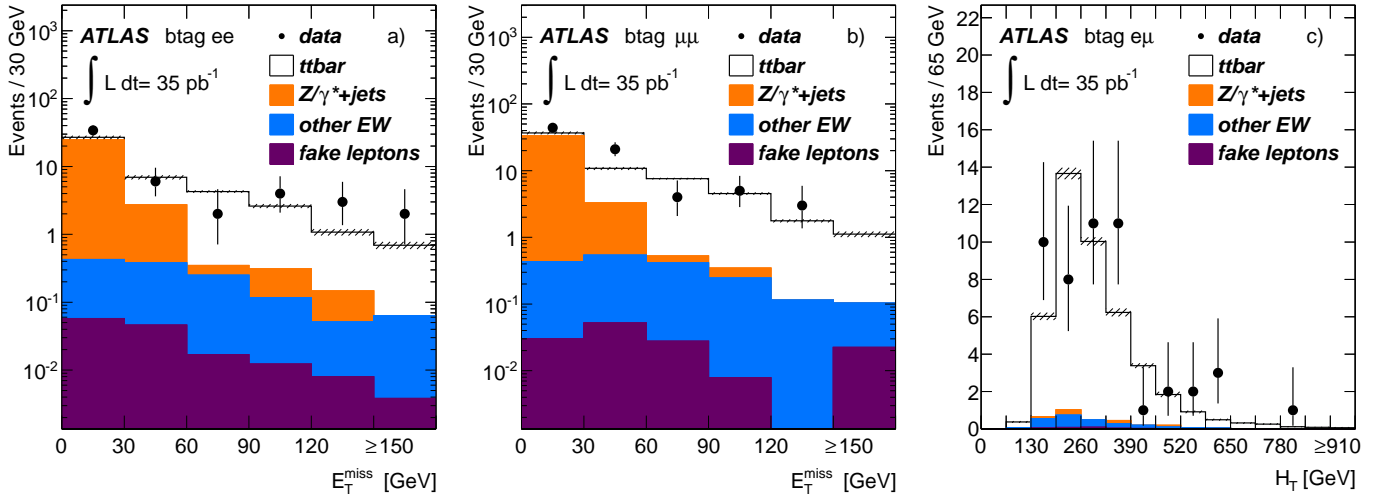 Events / 30 GeV
10³
10²
10
1
10⁻¹
10⁻²
ATLAS btag ee
∫ L dt= 35 pb⁻¹
data a)
ttbar
Z/γ*+jets
other EW
fake leptons
0 30 60 90 120 ≥150
E_T^miss [GeV]
Events / 30 GeV
10³
10²
10
1
10⁻¹
10⁻²
ATLAS btag μμ
∫ L dt= 35 pb⁻¹
data b)
ttbar
Z/γ*+jets
other EW
fake leptons
0 30 60 90 120 ≥150
E_T^miss [GeV]
Events / 65 GeV
22
20
18
16
14
12
10
8
6
4
2
0
ATLAS btag eμ
∫ L dt= 35 pb⁻¹
data c)
ttbar
Z/γ*+jets
other EW
fake leptons
0 130 260 390 520 650 780 ≥910
H_T [GeV]